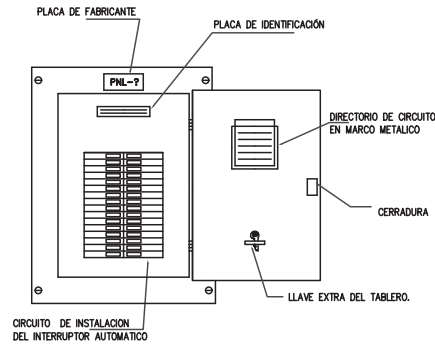 PLACA DE FABRICANTE
PLACA DE IDENTIFICACIÓN
PNL-?
DIRECTORIO DE CIRCUITO
EN MARCO METALICO
CERRADURA
LLAVE EXTRA DEL TABLERO.
CIRCUITO DE INSTALACION
DEL INTERRUPTOR AUTOMATICO